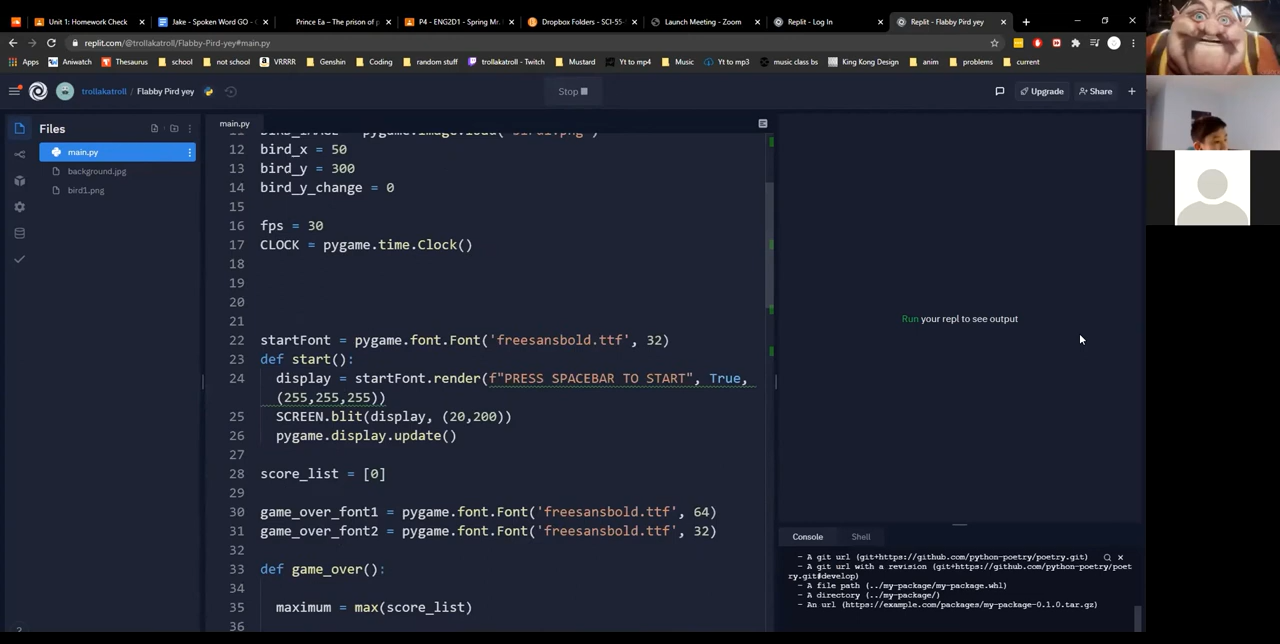 Unit 1: Homework Check
Jake - Spoken Word GO
Prince Ea – The prison of
P4 - ENG2D1 - Spring Mr.
Dropbox Folders - SCI-55
Launch Meeting - Zoom
Replit - Log In
Replit - Flabby Pird yey
replit.com/@trollakatroll/Flabby-Pird-yey#main.py
Apps Aniwatch Thesaurus school not school VRRRR Genshin Coding random stuff trollakatroll - Twitch Mustard Yt to mp4 Music Yt to mp3 music class bs King Kong Design anim problems current
trollakatroll / Flabby Pird yey
Stop
Upgrade
Share
Files
main.py
background.jpg
bird1.png
main.py
12 bird_x = 50
13 bird_y = 300
14 bird_y_change = 0
15
16 fps = 30
17 CLOCK = pygame.time.Clock()
18
19
20
21
22 startFont = pygame.font.Font('freesansbold.ttf', 32)
23 def start():
24 display = startFont.render(f"PRESS SPACEBAR TO START", True,
(255,255,255))
25 SCREEN.blit(display, (20,200))
26 pygame.display.update()
27
28 score_list = [0]
29
30 game_over_font1 = pygame.font.Font('freesansbold.ttf', 64)
31 game_over_font2 = pygame.font.Font('freesansbold.ttf', 32)
32
33 def game_over():
34
35 maximum = max(score_list)
36
Run your repl to see output
Console Shell
- A git url (git+https://github.com/python-poetry/poetry.git)
- A git url with a revision (git+https://github.com/python-poetry/poet
ry.git#develop)
- A file path (../my-package/my-package.whl)
- A directory (../my-package/)
- An url (https://example.com/packages/my-package-0.1.0.tar.gz)